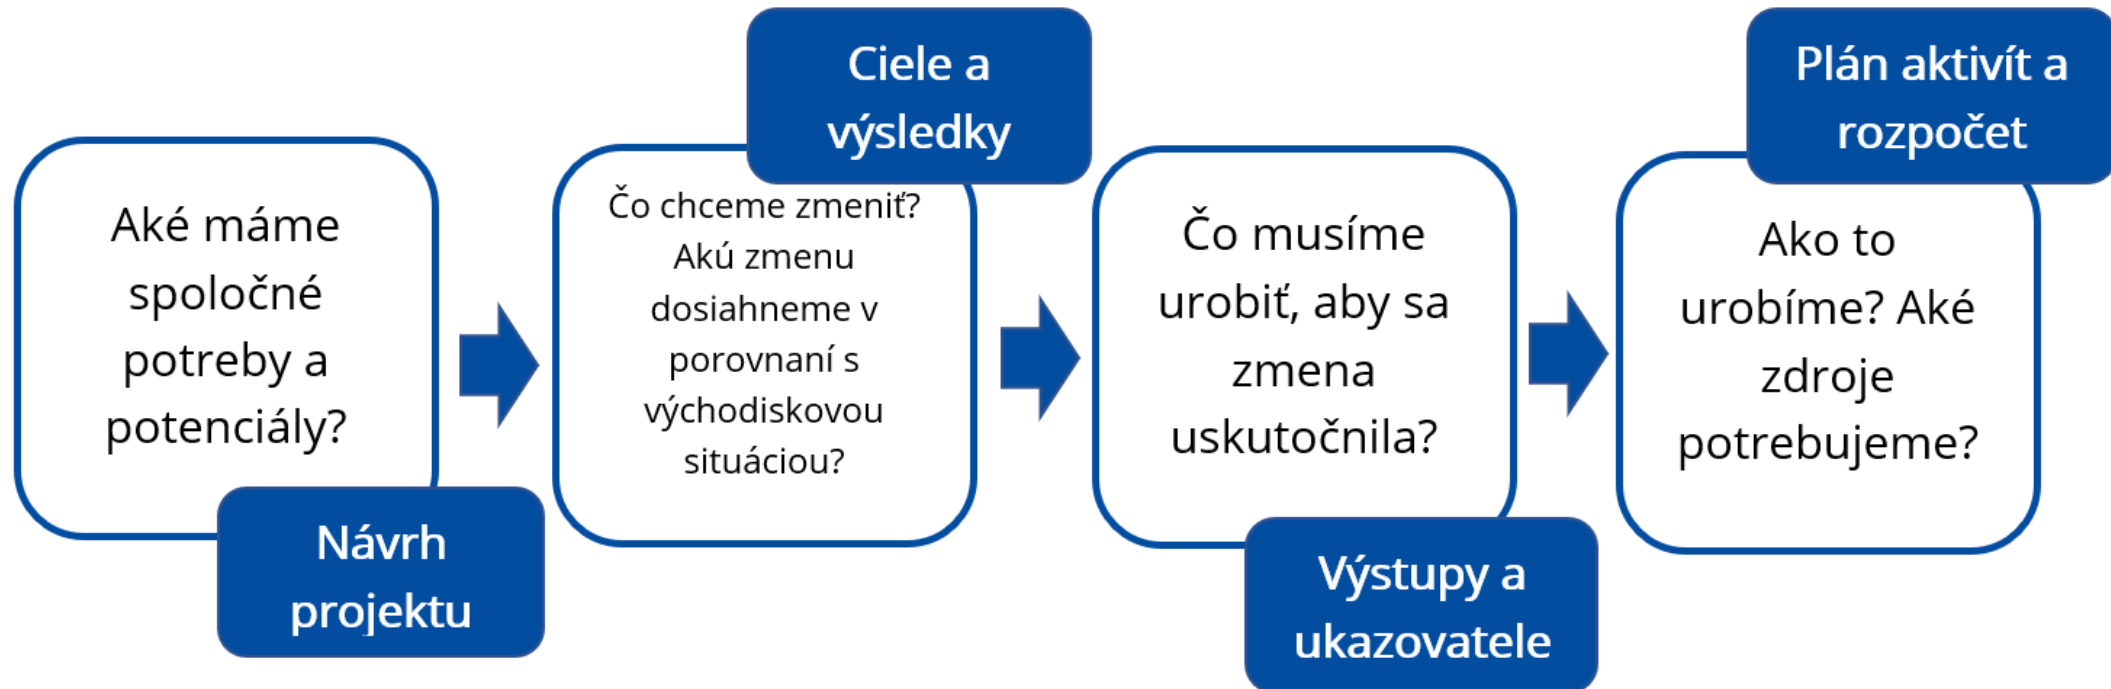 Aké máme
spoločné
potreby a
potenciály?
Návrh
projektu
Ciele a
výsledky
Čo chceme zmeniť?
Akú zmenu
dosiahneme v
porovnaní s
východiskovou
situáciou?
Čo musíme
urobiť, aby sa
zmena
uskutočnila?
Výstupy a
ukazovatele
Plán aktivít a
rozpočet
Ako to
urobíme? Aké
zdroje
potrebujeme?